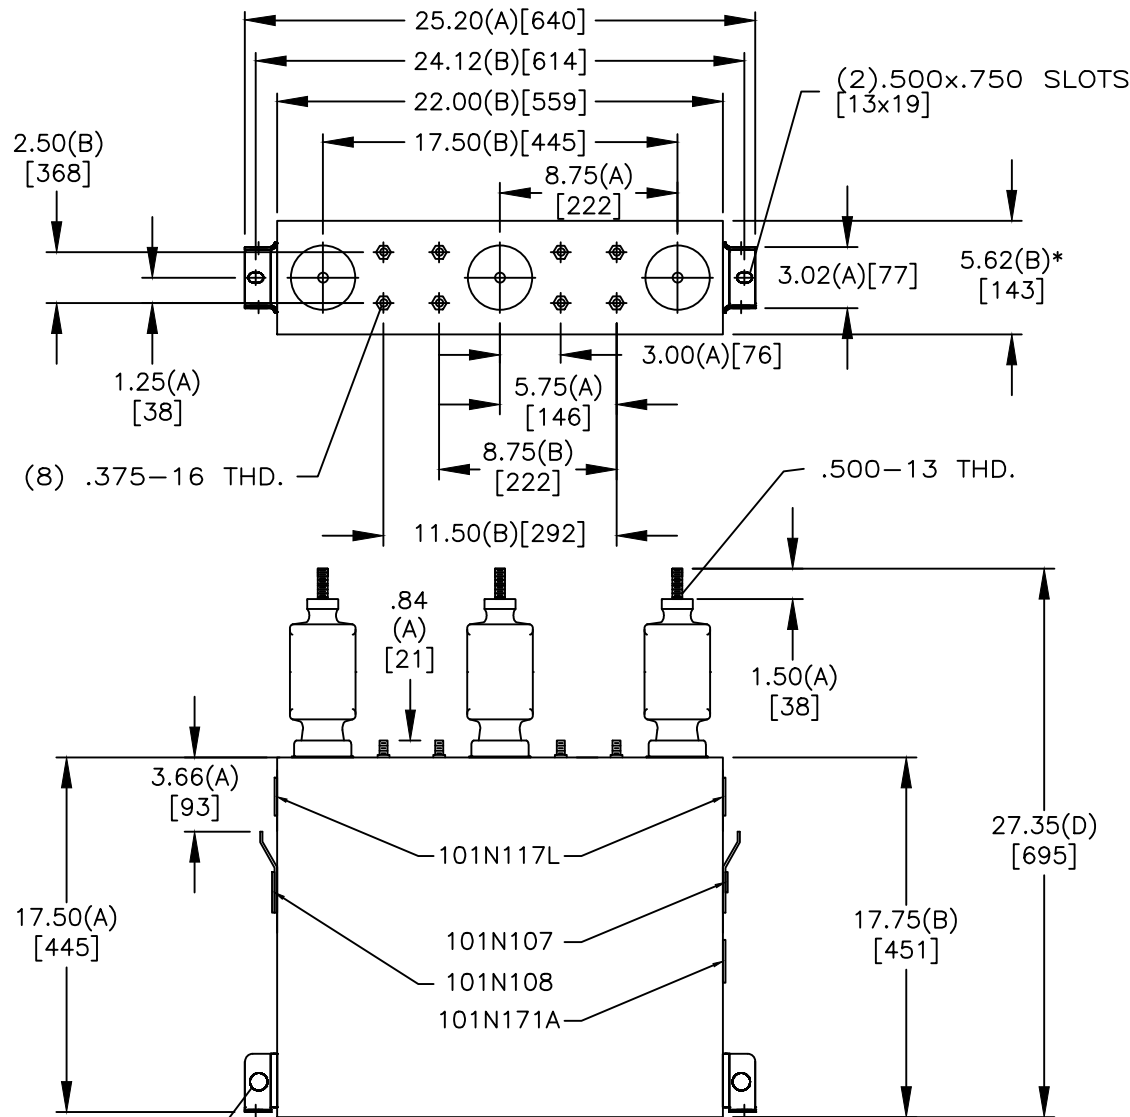 25.20(A)[640]
24.12(B)[614]
(2).500x.750 SLOTS
[13x19]
22.00(B)[559]
2.50(B)
[368]
17.50(B)[445]
8.75(A)
[222]
5.62(B)*
[143]
3.02(A)[77]
3.00(A)[76]
1.25(A)
[38]
5.75(A)
[146]
8.75(B)
[222]
(8) .375-16 THD.
.500-13 THD.
11.50(B)[292]
.84
(A)
[21]
1.50(A)
[38]
3.66(A)
[93]
27.35(D)
[695]
101N117L
17.50(A)
[445]
17.75(B)
[451]
101N107
101N108
101N171A